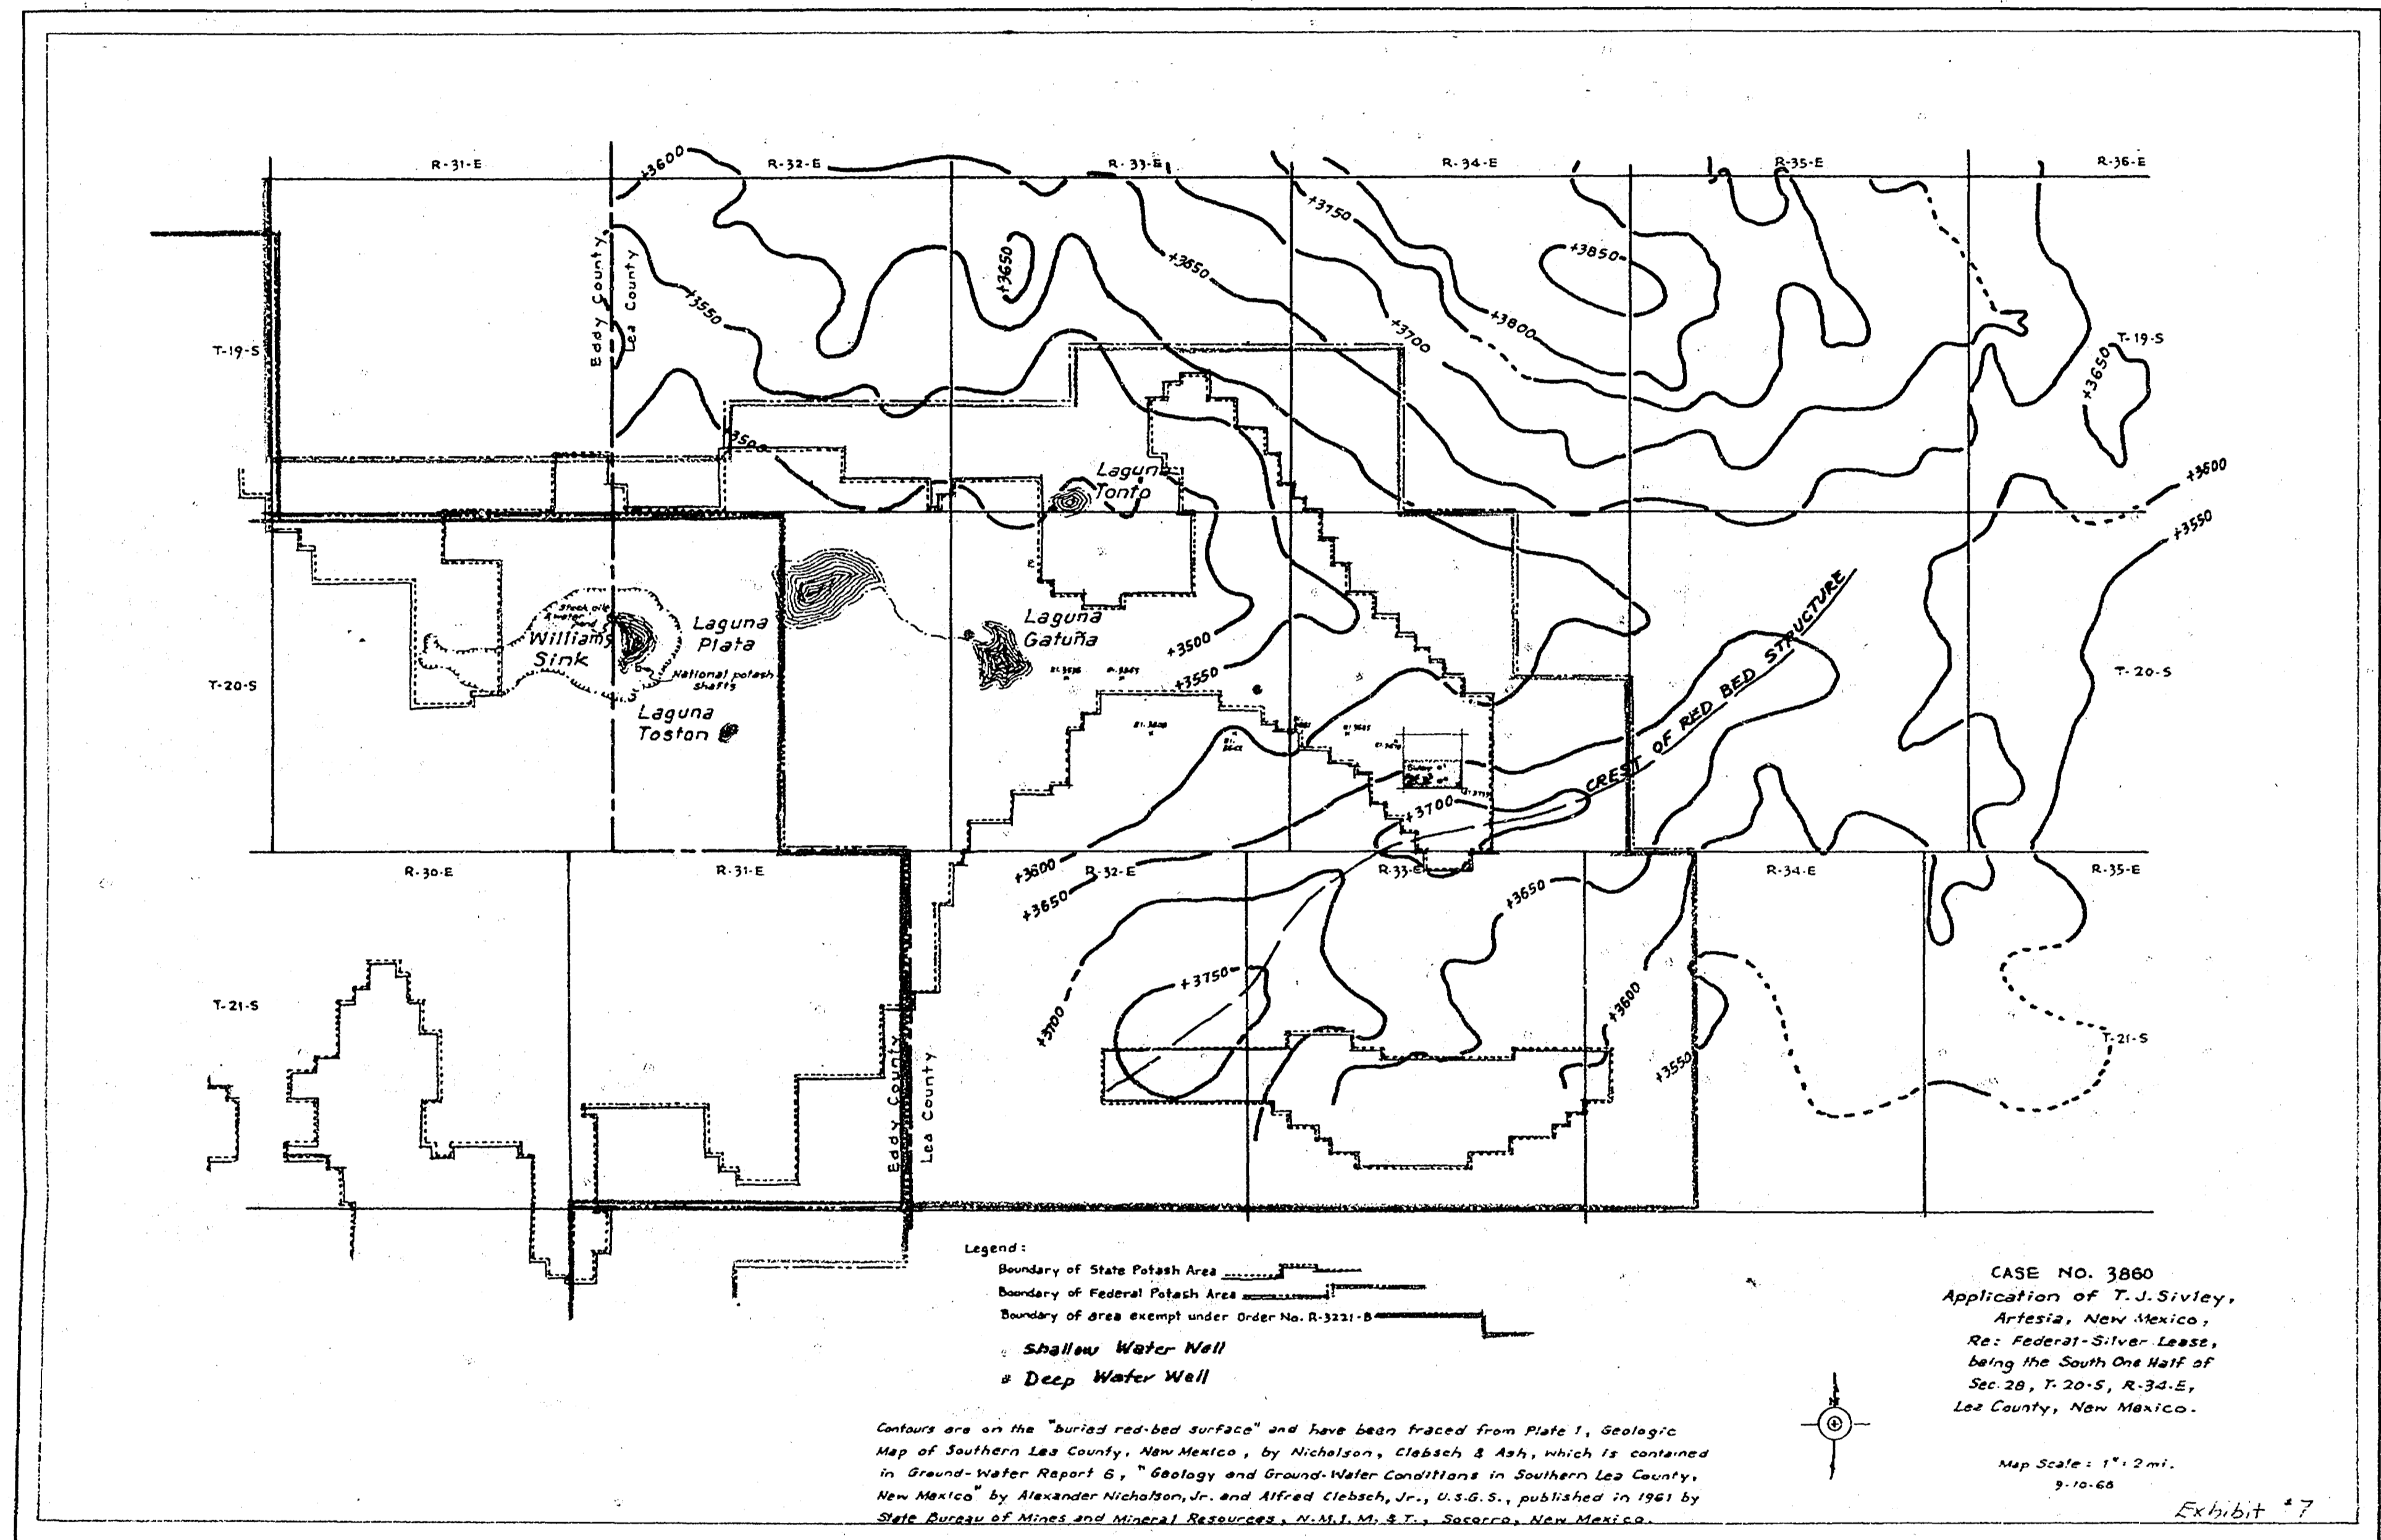 R-31-E
R-32-E
R-33-E
R-34-E
R-35-E
R-36-E
+3600
+3750
+3650
+3850
+3650
+3550
+3800
+3700
Eddy County
Lea County
T-19-S
T-19-S
+3650
+3500
Laguna
Tonto
+3550
Williams
Sink
Laguna
Plata
National potash
shafts
Laguna
Toston
Laguna
Gatuña
+3500
+3550
T-20-S
T-20-S
CREST OF RED BED STRUCTURE
+3700
+3600
+3650
R-30-E
R-31-E
R-32-E
R-33-E
R-34-E
R-35-E
+3650
+3750
+3700
+3600
+3550
T-21-S
T-21-S
Eddy County
Lea County
Legend:
Boundary of State Potash Area
Boundary of Federal Potash Area
Boundary of area exempt under Order No. R-3221-B
Shallow Water Well
Deep Water Well
Contours are on the "buried red-bed surface" and have been traced from Plate 1, Geologic
Map of Southern Lea County, New Mexico, by Nicholson, Clebsch & Ash, which is contained
in Ground-Water Report 6, "Geology and Ground-Water Conditions in Southern Lea County,
New Mexico" by Alexander Nicholson, Jr. and Alfred Clebsch, Jr., U.S.G.S., published in 1961 by
State Bureau of Mines and Mineral Resources, N.M.I.M. & T., Socorro, New Mexico.
CASE NO. 3860
Application of T.J. Sivley,
Artesia, New Mexico,
Re: Federal-Silver Lease,
being the South One Half of
Sec. 28, T-20-S, R-34-E,
Lea County, New Mexico.
N
Map Scale: 1": 2 mi.
9-10-68
Exhibit #7